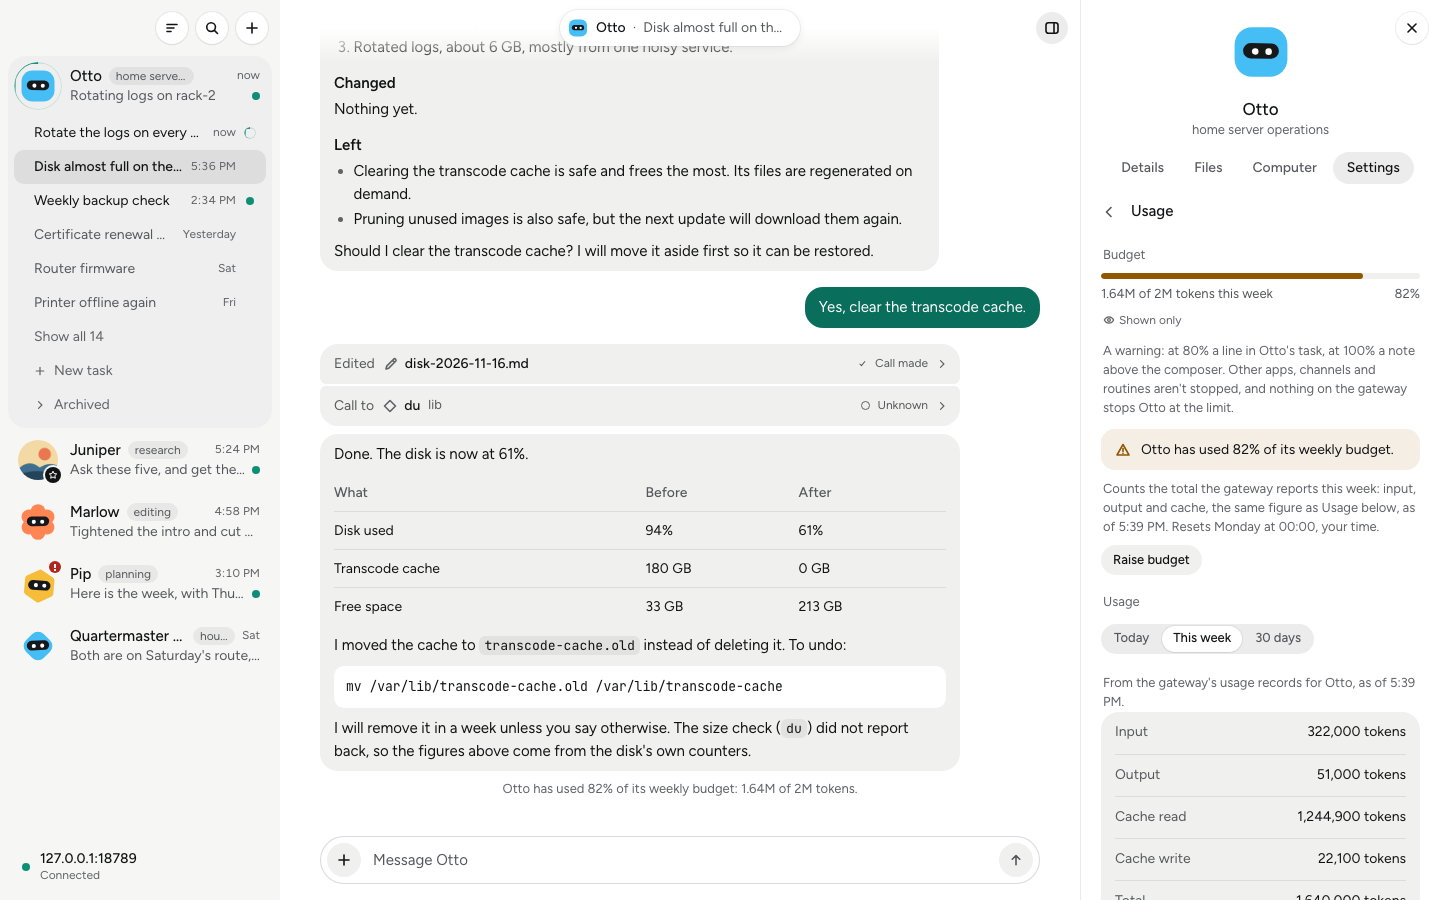 Otto home serve... now
Rotating logs on rack-2
Rotate the logs on every ... now
Disk almost full on the... 5:36 PM
Weekly backup check 2:34 PM
Certificate renewal ... Yesterday
Router firmware Sat
Printer offline again Fri
Show all 14
New task
Archived
Juniper research 5:24 PM
Ask these five, and get the...
Marlow editing 4:58 PM
Tightened the intro and cut ...
Pip planning 3:10 PM
Here is the week, with Thu...
Quartermaster ... hou... Sat
Both are on Saturday's route,...
127.0.0.1:18789
Connected
Otto · Disk almost full on th...
3. Rotated logs, about 6 GB, mostly from one noisy service.
Changed
Nothing yet.
Left
• Clearing the transcode cache is safe and frees the most. Its files are regenerated on
demand.
• Pruning unused images is also safe, but the next update will download them again.
Should I clear the transcode cache? I will move it aside first so it can be restored.
Yes, clear the transcode cache.
Edited disk-2026-11-16.md Call made
Call to du lib Unknown
Done. The disk is now at 61%.
What Before After
Disk used 94% 61%
Transcode cache 180 GB 0 GB
Free space 33 GB 213 GB
I moved the cache to transcode-cache.old instead of deleting it. To undo:
mv /var/lib/transcode-cache.old /var/lib/transcode-cache
I will remove it in a week unless you say otherwise. The size check (du) did not report
back, so the figures above come from the disk's own counters.
Otto has used 82% of its weekly budget: 1.64M of 2M tokens.
Message Otto
Otto
home server operations
Details Files Computer Settings
Usage
Budget
1.64M of 2M tokens this week 82%
Shown only
A warning: at 80% a line in Otto's task, at 100% a note
above the composer. Other apps, channels and
routines aren't stopped, and nothing on the gateway
stops Otto at the limit.
Otto has used 82% of its weekly budget.
Counts the total the gateway reports this week: input,
output and cache, the same figure as Usage below, as
of 5:39 PM. Resets Monday at 00:00, your time.
Raise budget
Usage
Today This week 30 days
From the gateway's usage records for Otto, as of 5:39
PM.
Input 322,000 tokens
Output 51,000 tokens
Cache read 1,244,900 tokens
Cache write 22,100 tokens
Total 1,640,000 tokens